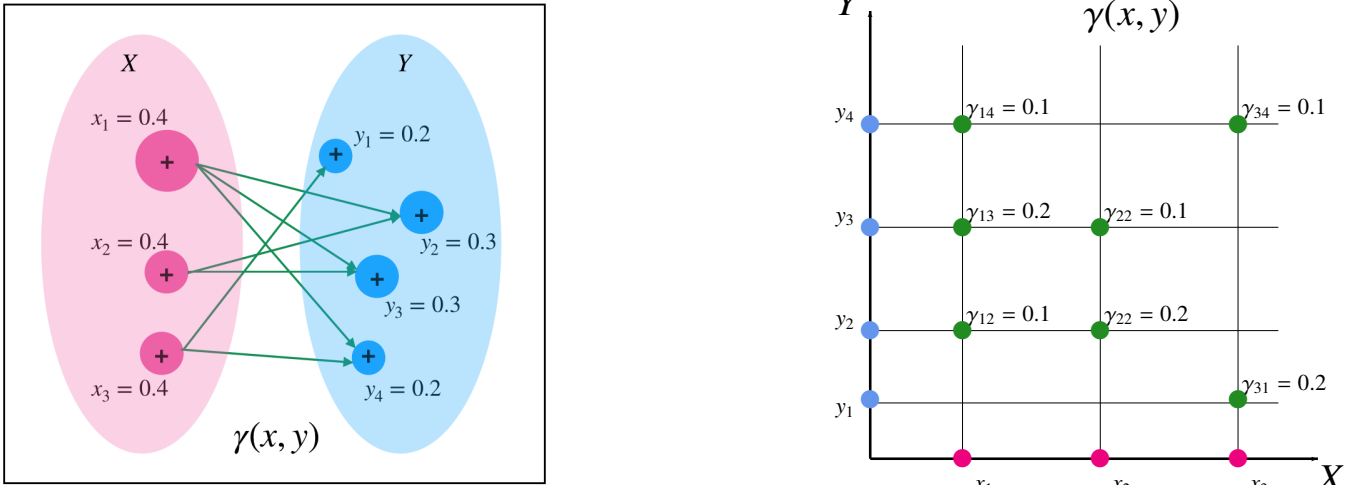 X
Y
x₁ = 0.4
y₁ = 0.2
+
+
+
x₂ = 0.4
y₂ = 0.3
+
+
y₃ = 0.3
+
+
x₃ = 0.4
y₄ = 0.2
γ(x, y)
Y
γ(x, y)
y₄
γ₁₄ = 0.1
γ₃₄ = 0.1
y₃
γ₁₃ = 0.2
γ₂₂ = 0.1
y₂
γ₁₂ = 0.1
γ₂₂ = 0.2
y₁
γ₃₁ = 0.2
X